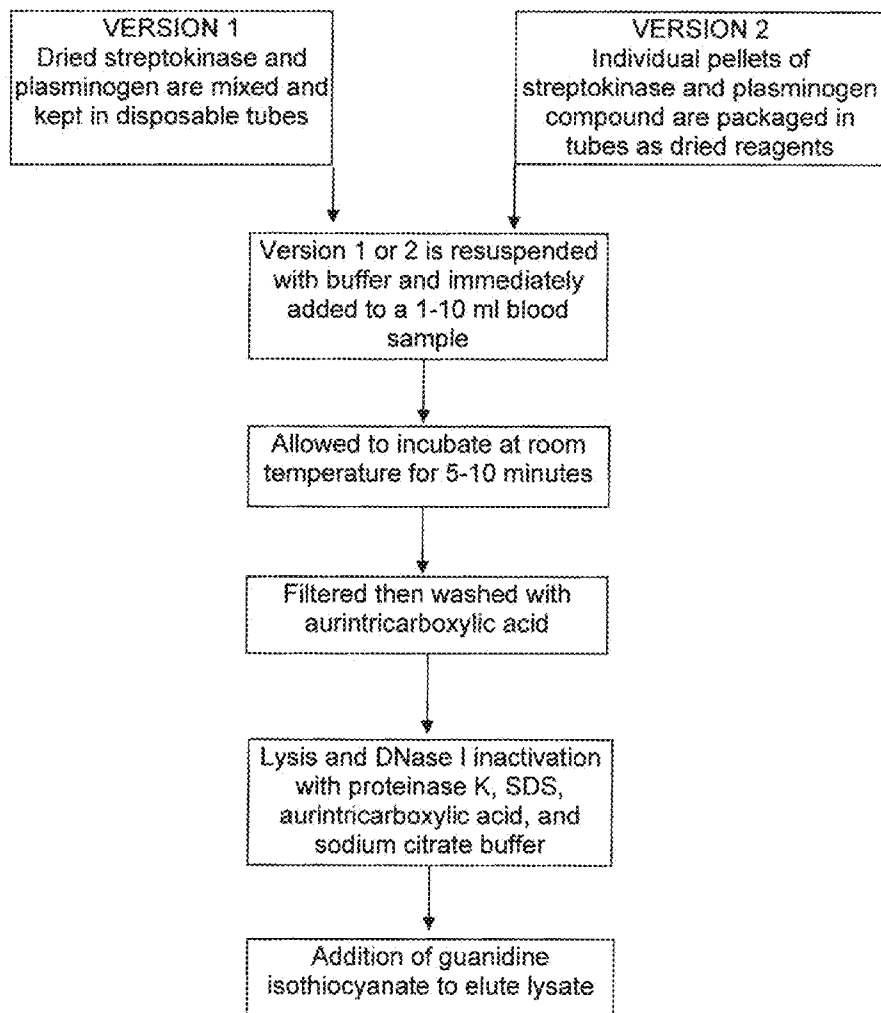 VERSION 1
Dried streptokinase and
plasminogen are mixed and
kept in disposable tubes
VERSION 2
Individual pellets of
streptokinase and plasminogen
compound are packaged in
tubes as dried reagents
Version 1 or 2 is resuspended
with buffer and immediately
added to a 1-10 ml blood
sample
Allowed to incubate at room
temperature for 5-10 minutes
Filtered then washed with
aurintricarboxylic acid
Lysis and DNase I inactivation
with proteinase K, SDS,
aurintricarboxylic acid, and
sodium citrate buffer
Addition of guanidine
isothiocyanate to elute lysate